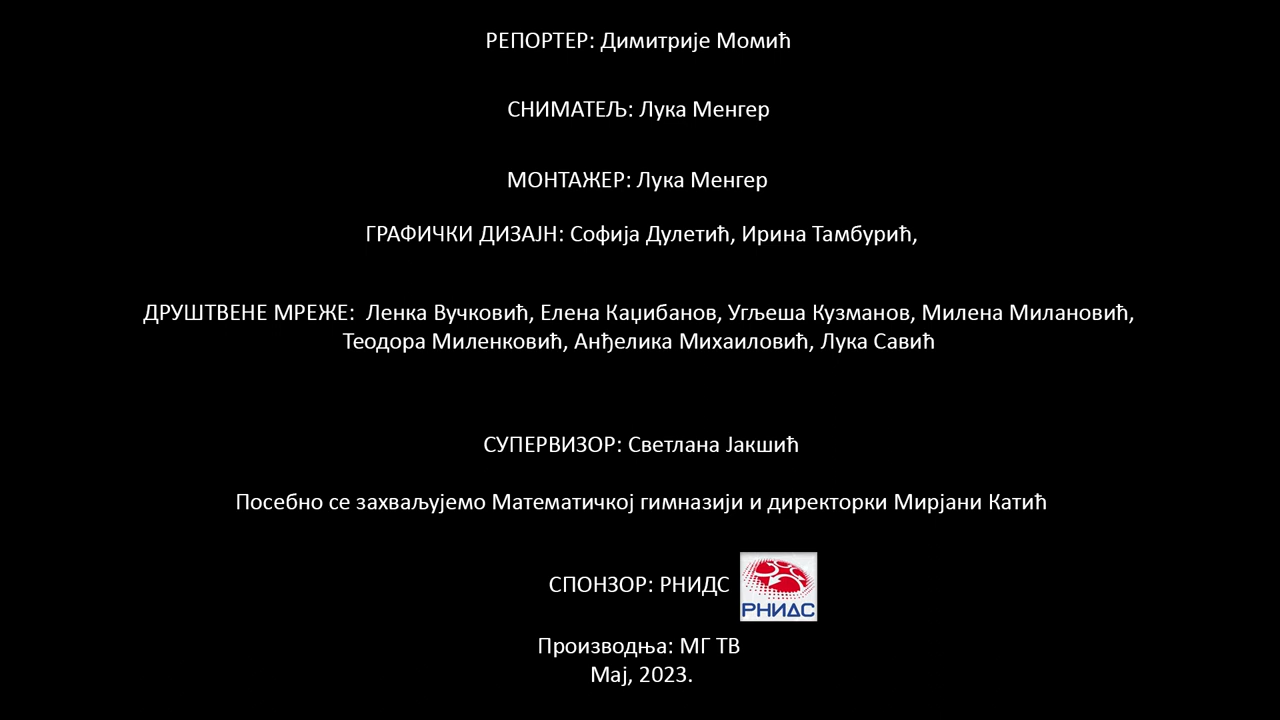 РЕПОРТЕР: Димитрије Момић
СНИМАТЕЉ: Лука Менгер
МОНТАЖЕР: Лука Менгер
ГРАФИЧКИ ДИЗАЈН: Софија Дулетић, Ирина Тамбурић,
ДРУШТВЕНЕ МРЕЖЕ: Ленка Вучковић, Елена Каџибанов, Угљеша Кузманов, Милена Милановић,
Теодора Миленковић, Анђелика Михаиловић, Лука Савић
СУПЕРВИЗОР: Светлана Јакшић
Посебно се захваљујемо Математичкој гимназији и директорки Мирјани Катић
СПОНЗОР: РНИДС
РНИДС
Производња: МГ ТВ
Мај, 2023.